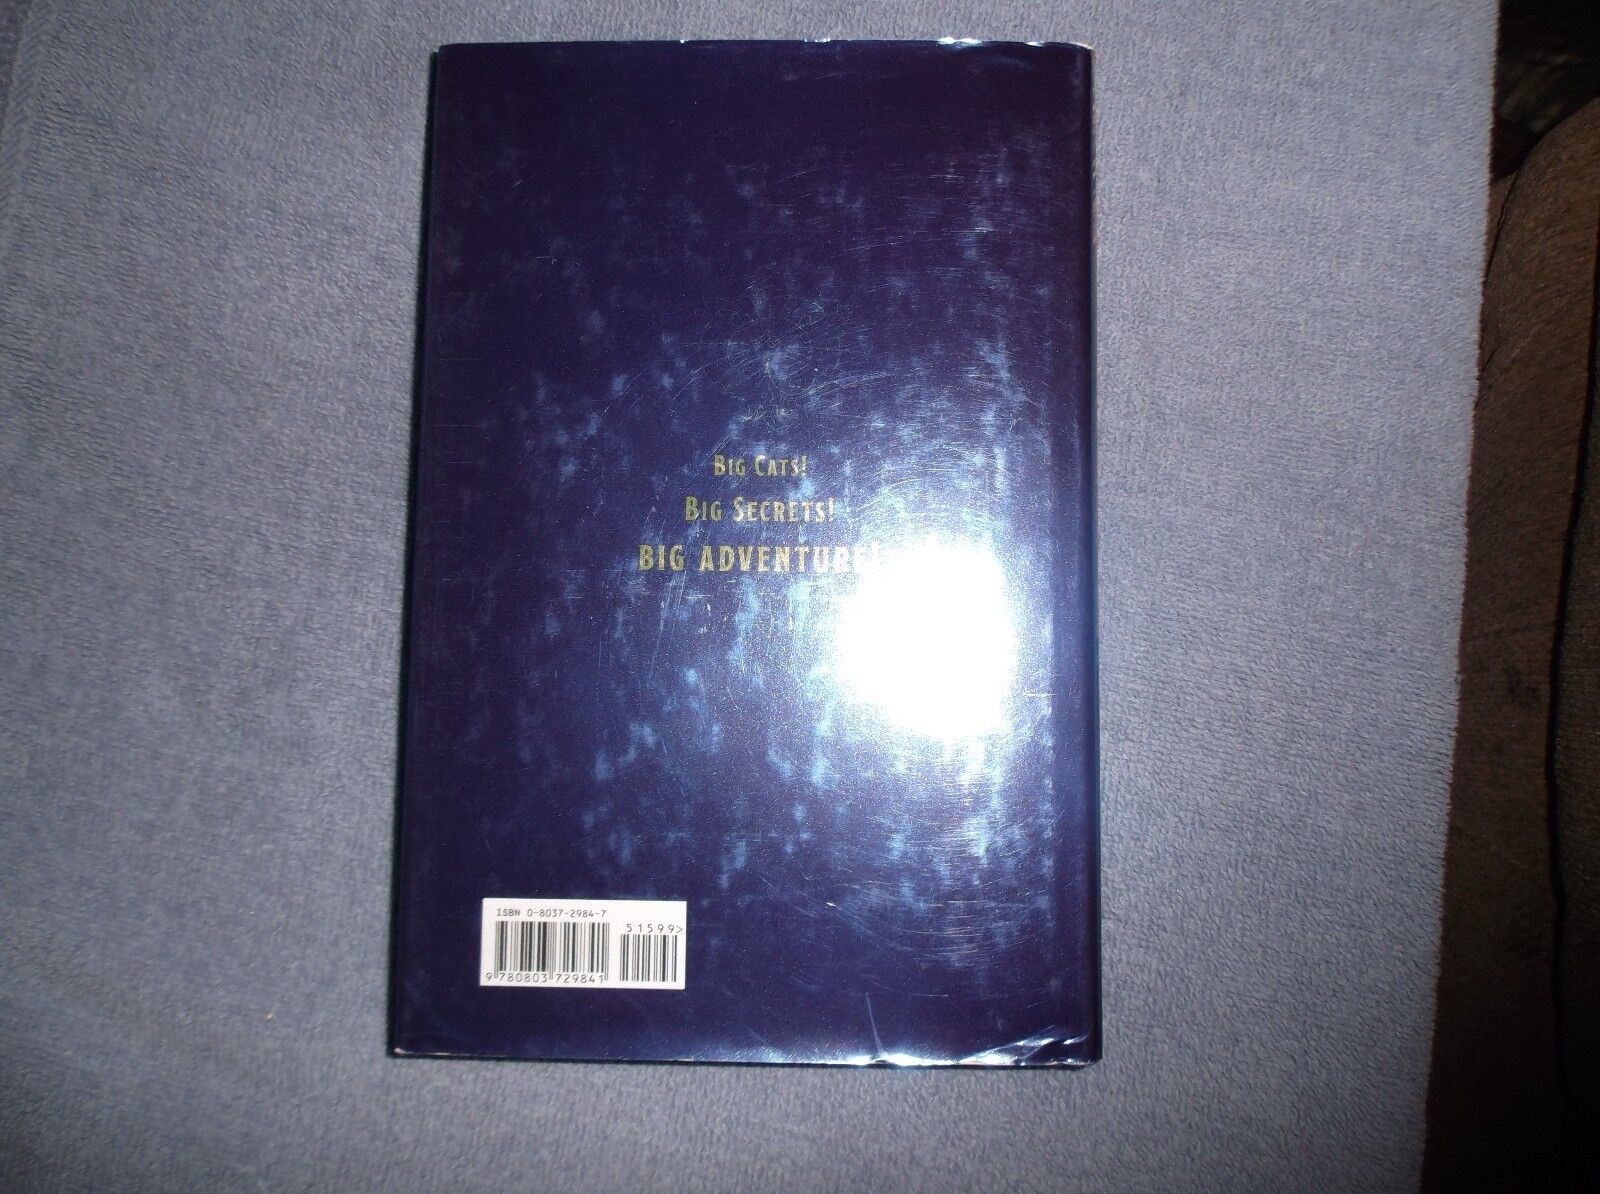 BIG CATS!
BIG SECRETS!
BIG ADVENTURE!
ISBN 0-8037-2984-7
51599>
9 780803 729841